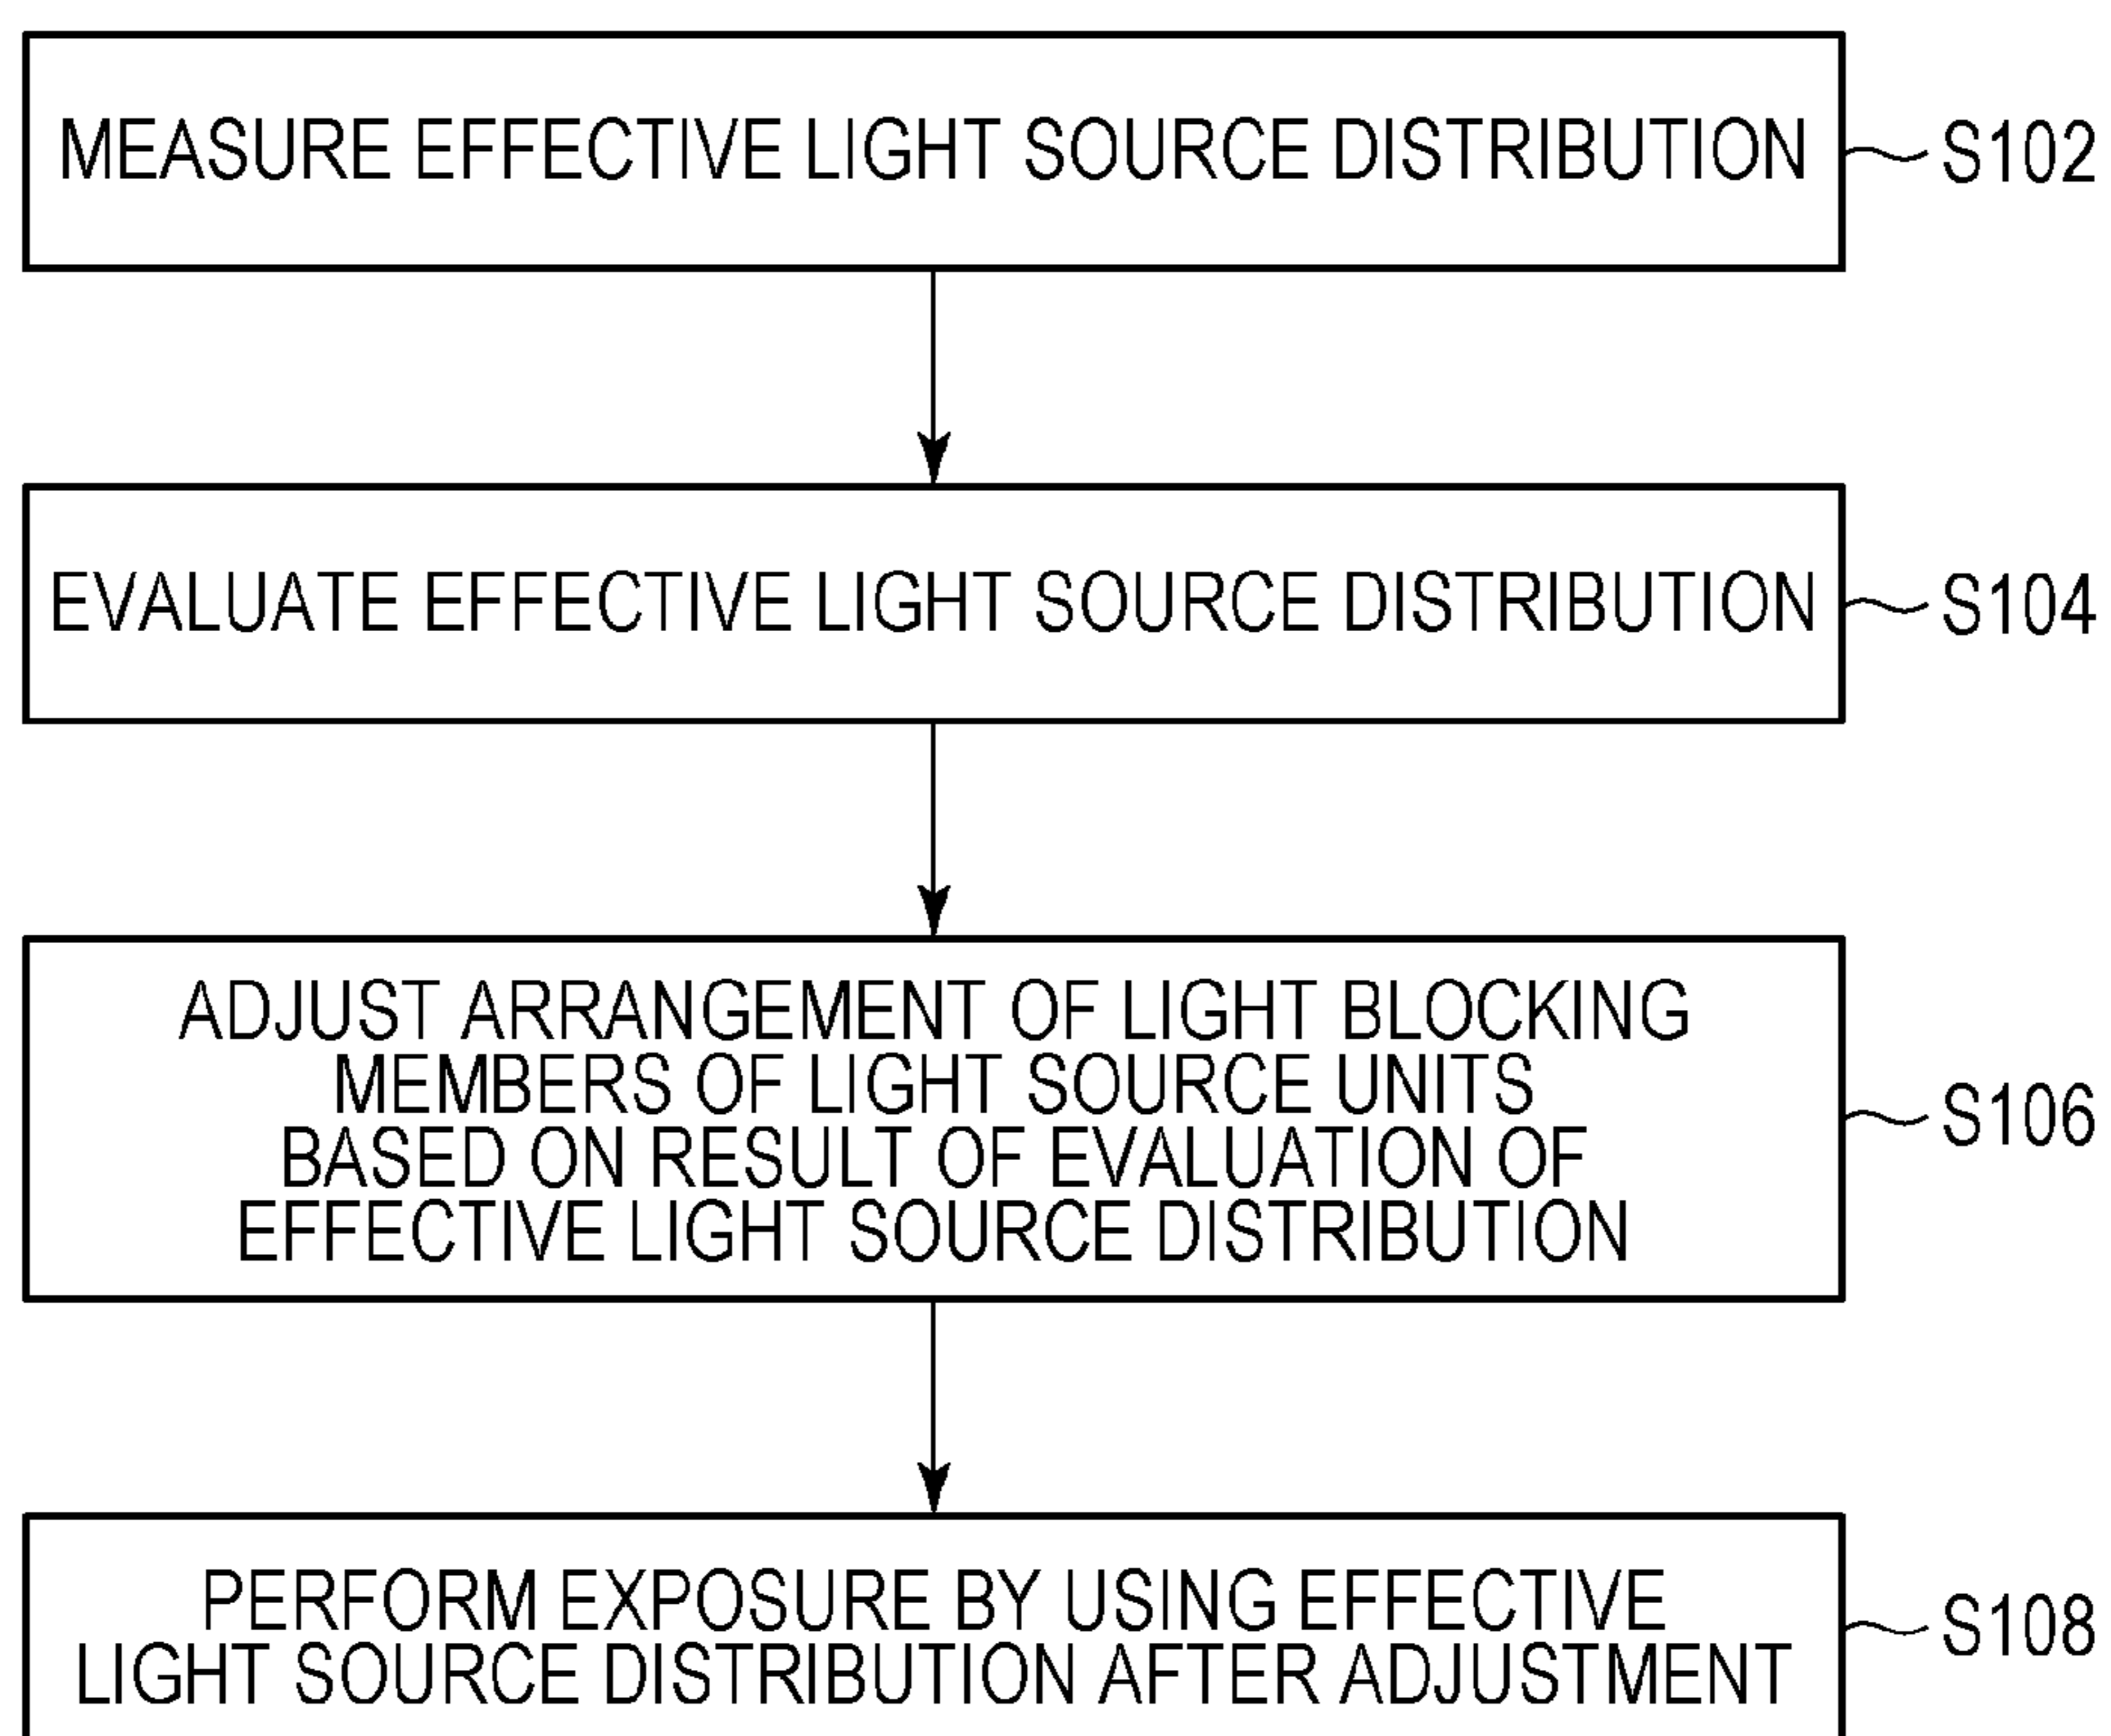 MEASURE EFFECTIVE LIGHT SOURCE DISTRIBUTION
S102
EVALUATE EFFECTIVE LIGHT SOURCE DISTRIBUTION
S104
ADJUST ARRANGEMENT OF LIGHT BLOCKING
MEMBERS OF LIGHT SOURCE UNITS
BASED ON RESULT OF EVALUATION OF
EFFECTIVE LIGHT SOURCE DISTRIBUTION
S106
PERFORM EXPOSURE BY USING EFFECTIVE
LIGHT SOURCE DISTRIBUTION AFTER ADJUSTMENT
S108